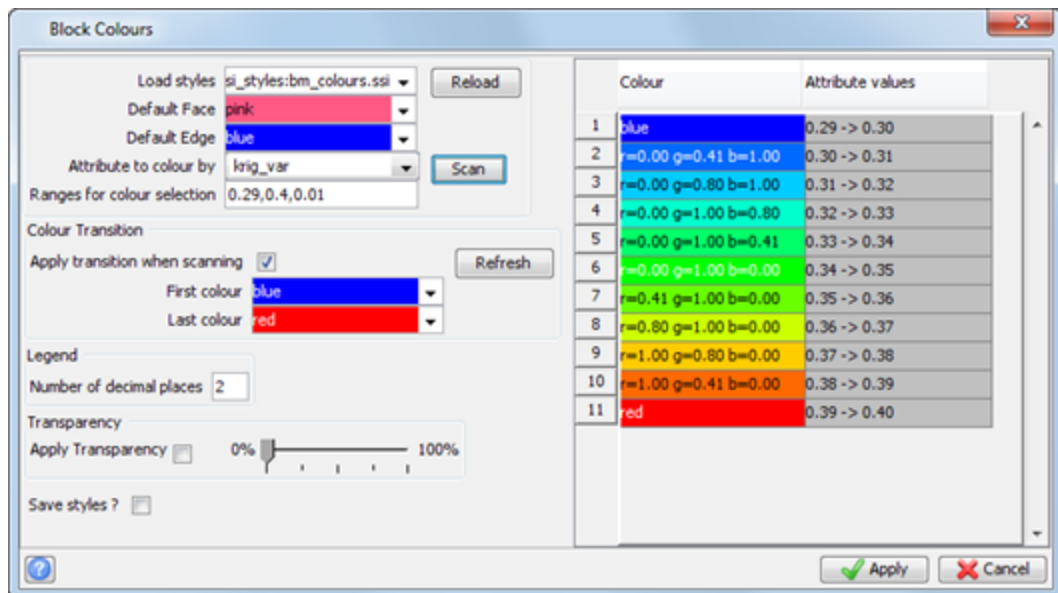 Block Colours
Load styles si_styles:bm_colours.ssi Reload
Default Face pink
Default Edge blue
Attribute to colour by krig_var Scan
Ranges for colour selection 0.29,0.4,0.01
Colour Transition
Apply transition when scanning Refresh
First colour blue
Last colour red
Legend
Number of decimal places 2
Transparency
Apply Transparency 0% 100%
Save styles ?
Colour Attribute values
1 blue 0.29 -> 0.30
2 r=0.00 g=0.41 b=1.00 0.30 -> 0.31
3 r=0.00 g=0.80 b=1.00 0.31 -> 0.32
4 r=0.00 g=1.00 b=0.80 0.32 -> 0.33
5 r=0.00 g=1.00 b=0.41 0.33 -> 0.34
6 r=0.00 g=1.00 b=0.00 0.34 -> 0.35
7 r=0.41 g=1.00 b=0.00 0.35 -> 0.36
8 r=0.80 g=1.00 b=0.00 0.36 -> 0.37
9 r=1.00 g=0.80 b=0.00 0.37 -> 0.38
10 r=1.00 g=0.41 b=0.00 0.38 -> 0.39
11 red 0.39 -> 0.40
? Apply Cancel